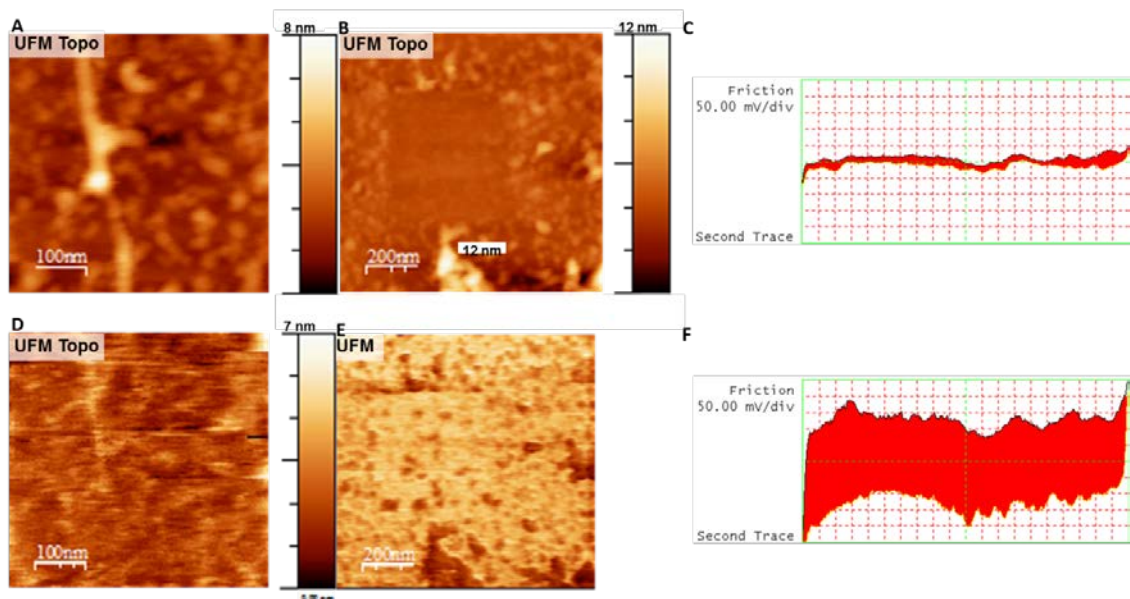 A
UFM Topo
100nm
8 nm
B
UFM Topo
12 nm
200nm
12 nm
C
Friction
50.00 mV/div
Second Trace
D
UFM Topo
100nm
7 nm
E
UFM
200nm
F
Friction
50.00 mV/div
Second Trace